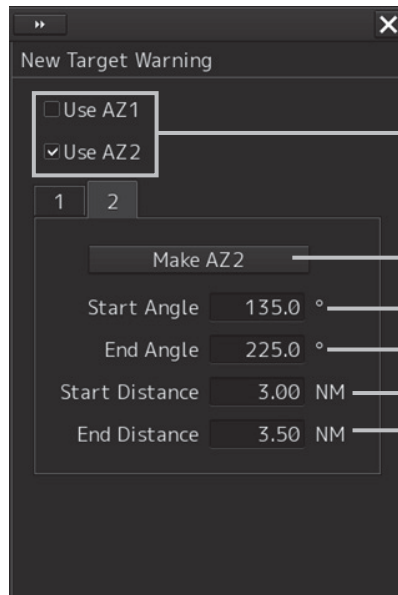 New Target Warning
Use AZ1
Use AZ2
1 2
Make AZ2
Start Angle 135.0 °
End Angle 225.0 °
Start Distance 3.00 NM
End Distance 3.50 NM